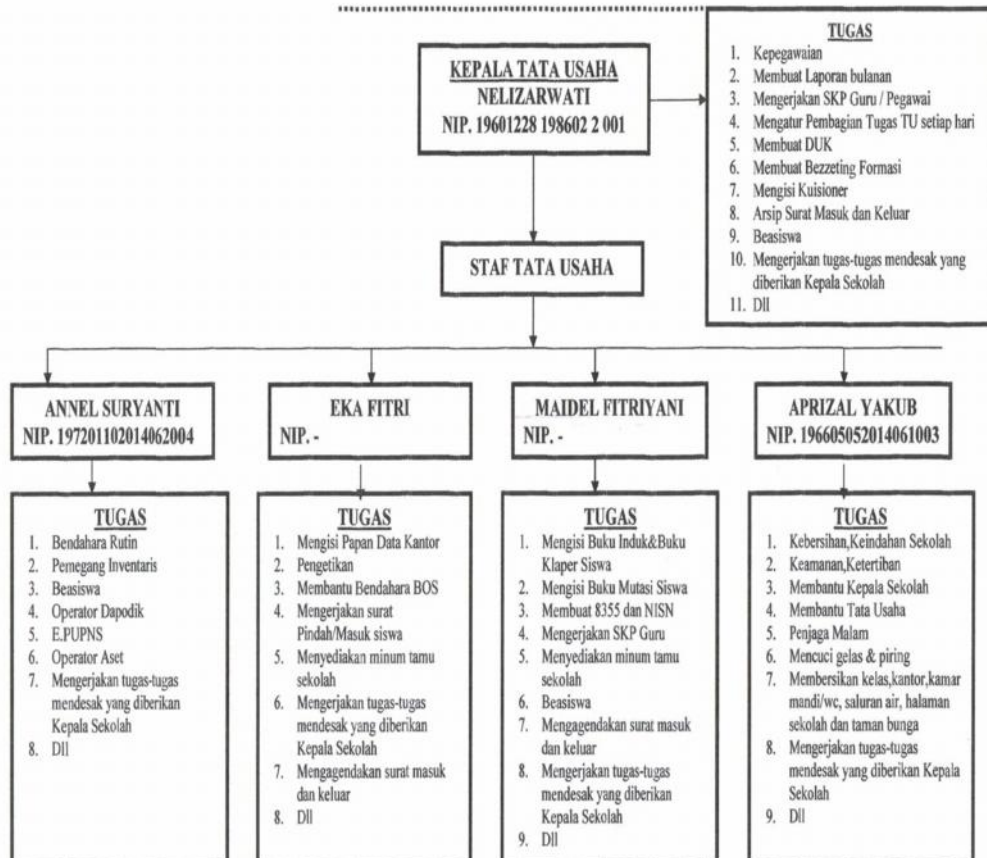 KEPALA TATA USAHA
NELIZARWATI
NIP. 19601228 198602 2 001
TUGAS
1. Kepegawaian
2. Membuat Laporan bulanan
3. Mengerjakan SKP Guru / Pegawai
4. Mengatur Pembagian Tugas TU setiap hari
5. Membuat DUK
6. Membuat Bezzeting Formasi
7. Mengisi Kuisioner
8. Arsip Surat Masuk dan Keluar
9. Beasiswa
10. Mengerjakan tugas-tugas mendesak yang
diberikan Kepala Sekolah
11. Dll
STAF TATA USAHA
ANNEL SURYANTI
NIP. 197201102014062004
TUGAS
1. Bendahara Rutin
2. Pemegang Inventaris
3. Beasiswa
4. Operator Dapodik
5. E.PUPNS
6. Operator Aset
7. Mengerjakan tugas-tugas
mendesak yang diberikan
Kepala Sekolah
8. Dll
EKA FITRI
NIP. -
TUGAS
1. Mengisi Papan Data Kantor
2. Pengetikan
3. Membantu Bendahara BOS
4. Mengerjakan surat
Pindah/Masuk siswa
5. Menyediakan minum tamu
sekolah
6. Mengerjakan tugas-tugas
mendesak yang diberikan
Kepala Sekolah
7. Mengagendakan surat masuk
dan keluar
8. Dll
MAIDEL FITRIYANI
NIP. -
TUGAS
1. Mengisi Buku Induk&Buku
Klaper Siswa
2. Mengisi Buku Mutasi Siswa
3. Membuat 8355 dan NISN
4. Mengerjakan SKP Guru
5. Menyediakan minum tamu
sekolah
6. Beasiswa
7. Mengagendakan surat masuk
dan keluar
8. Mengerjakan tugas-tugas
mendesak yang diberikan
Kepala Sekolah
9. Dll
APRIZAL YAKUB
NIP. 196605052014061003
TUGAS
1. Kebersihan,Keindahan Sekolah
2. Keamanan,Ketertiban
3. Membantu Kepala Sekolah
4. Membantu Tata Usaha
5. Penjaga Malam
6. Mencuci gelas & piring
7. Membersikan kelas,kantor,kamar
mandi/wc, saluran air, halaman
sekolah dan taman bunga
8. Mengerjakan tugas-tugas
mendesak yang diberikan Kepala
Sekolah
9. Dll